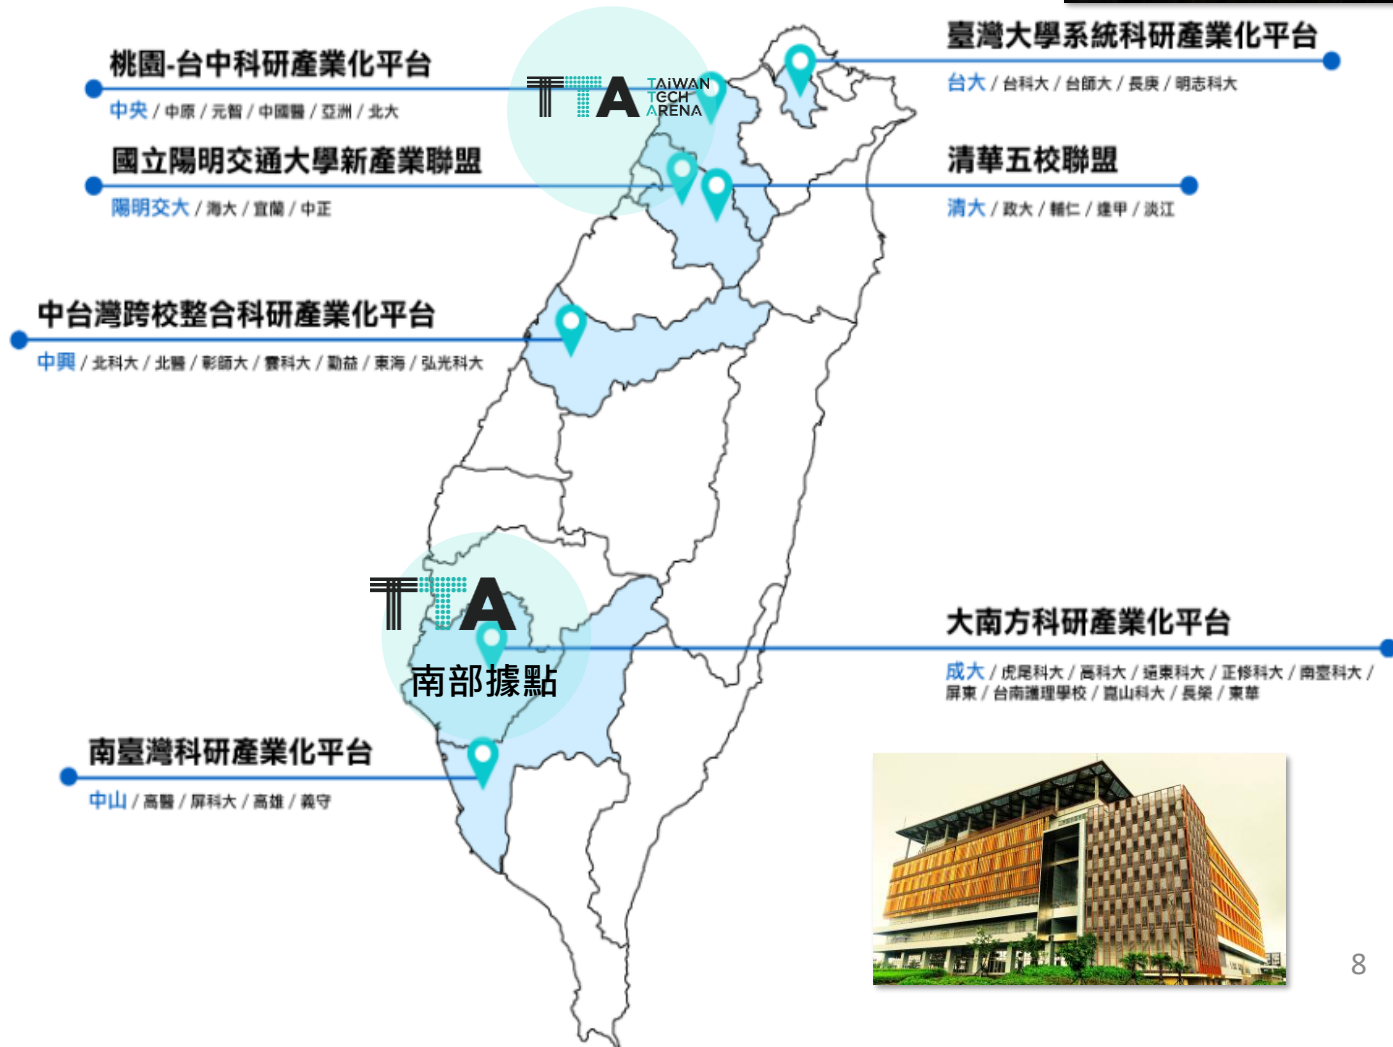 桃園-台中科研產業化平台
中央 / 中原 / 元智 / 中國醫 / 亞洲 / 北大
TTA TAiWAN
TECH
ARENA
臺灣大學系統科研產業化平台
台大 / 台科大 / 台師大 / 長庚 / 明志科大
國立陽明交通大學新產業聯盟
陽明交大 / 海大 / 宜蘭 / 中正
清華五校聯盟
清大 / 政大 / 輔仁 / 逢甲 / 淡江
中台灣跨校整合科研產業化平台
中興 / 北科大 / 北醫 / 彰師大 / 雲科大 / 勤益 / 東海 / 弘光科大
TTA
南部據點
大南方科研產業化平台
成大 / 虎尾科大 / 高科大 / 遠東科大 / 正修科大 / 南臺科大 /
屏東 / 台南護理學校 / 崑山科大 / 長榮 / 東華
南臺灣科研產業化平台
中山 / 高醫 / 屏科大 / 高雄 / 義守
8